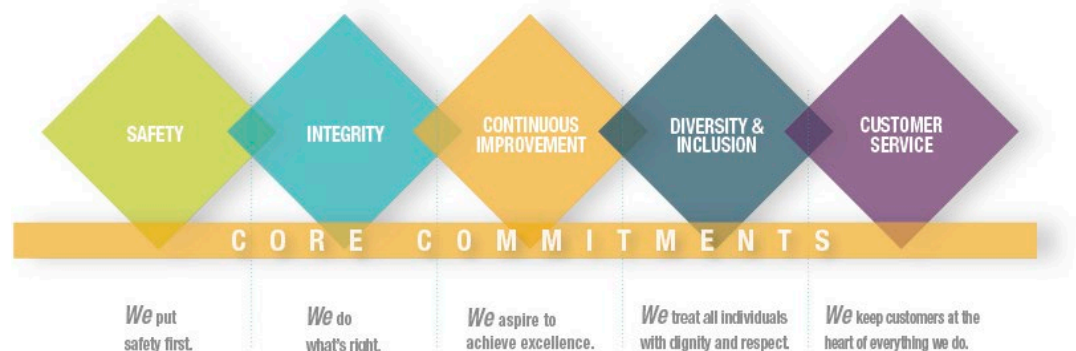 SAFETY
INTEGRITY
CONTINUOUS
IMPROVEMENT
DIVERSITY &
INCLUSION
CUSTOMER
SERVICE
CORE COMMITMENTS
We put
safety first.
We do
what's right.
We aspire to
achieve excellence.
We treat all individuals
with dignity and respect.
We keep customers at the
heart of everything we do.